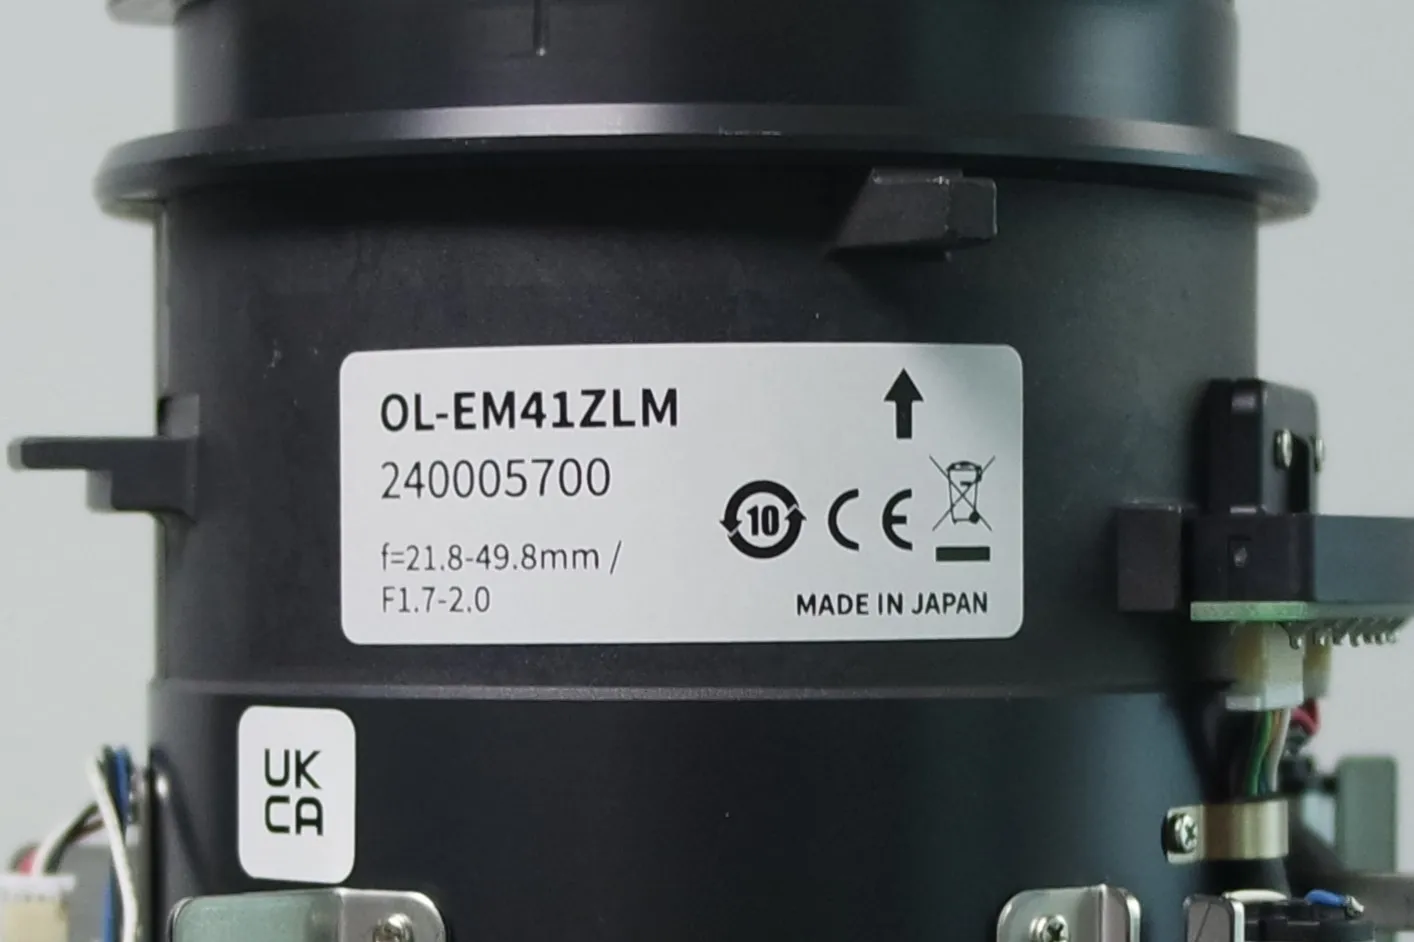 OL-EM41ZLM
240005700
f=21.8-49.8mm /
F1.7-2.0
10 CE
MADE IN JAPAN
UK
CA